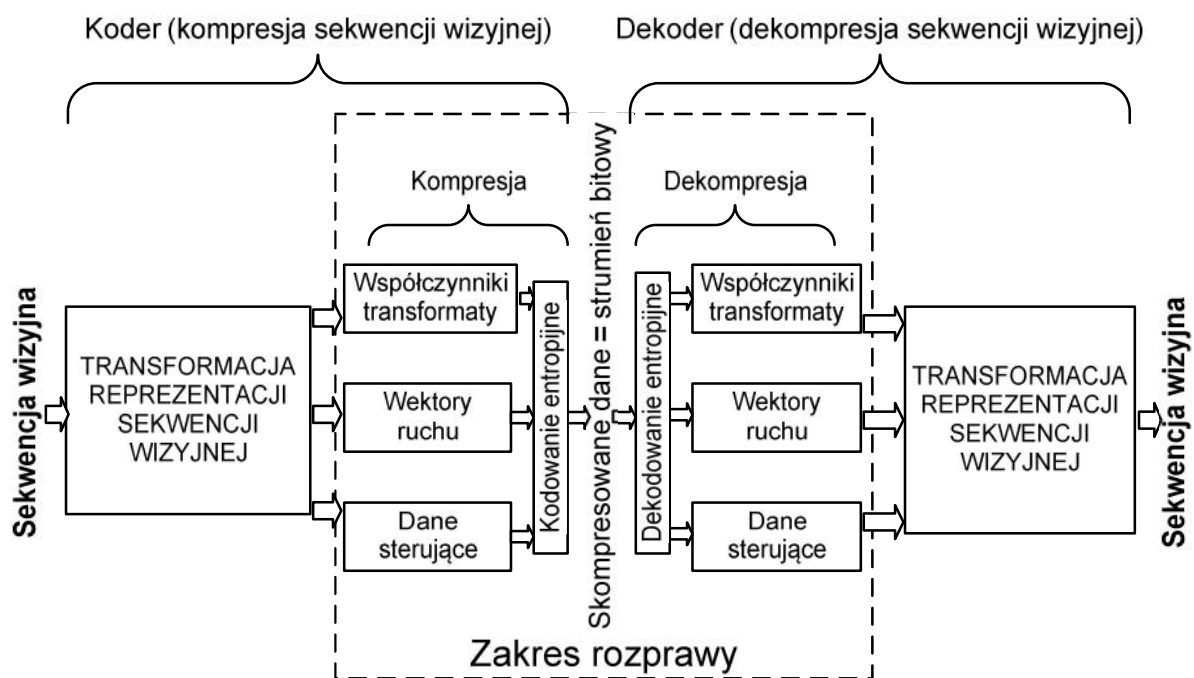 Koder (kompresja sekwencji wizyjnej)
Dekoder (dekompresja sekwencji wizyjnej)
Kompresja
Dekompresja
Sekwencja wizyjna
TRANSFORMACJA
REPREZENTACJI
SEKWENCJI
WIZYJNEJ
Współczynniki
transformaty
Wektory
ruchu
Dane
sterujące
Kodowanie entropijne
Skompresowane dane = strumień bitowy
Dekodowanie entropijne
Współczynniki
transformaty
Wektory
ruchu
Dane
sterujące
TRANSFORMACJA
REPREZENTACJI
SEKWENCJI
WIZYJNEJ
Sekwencja wizyjna
Zakres rozprawy